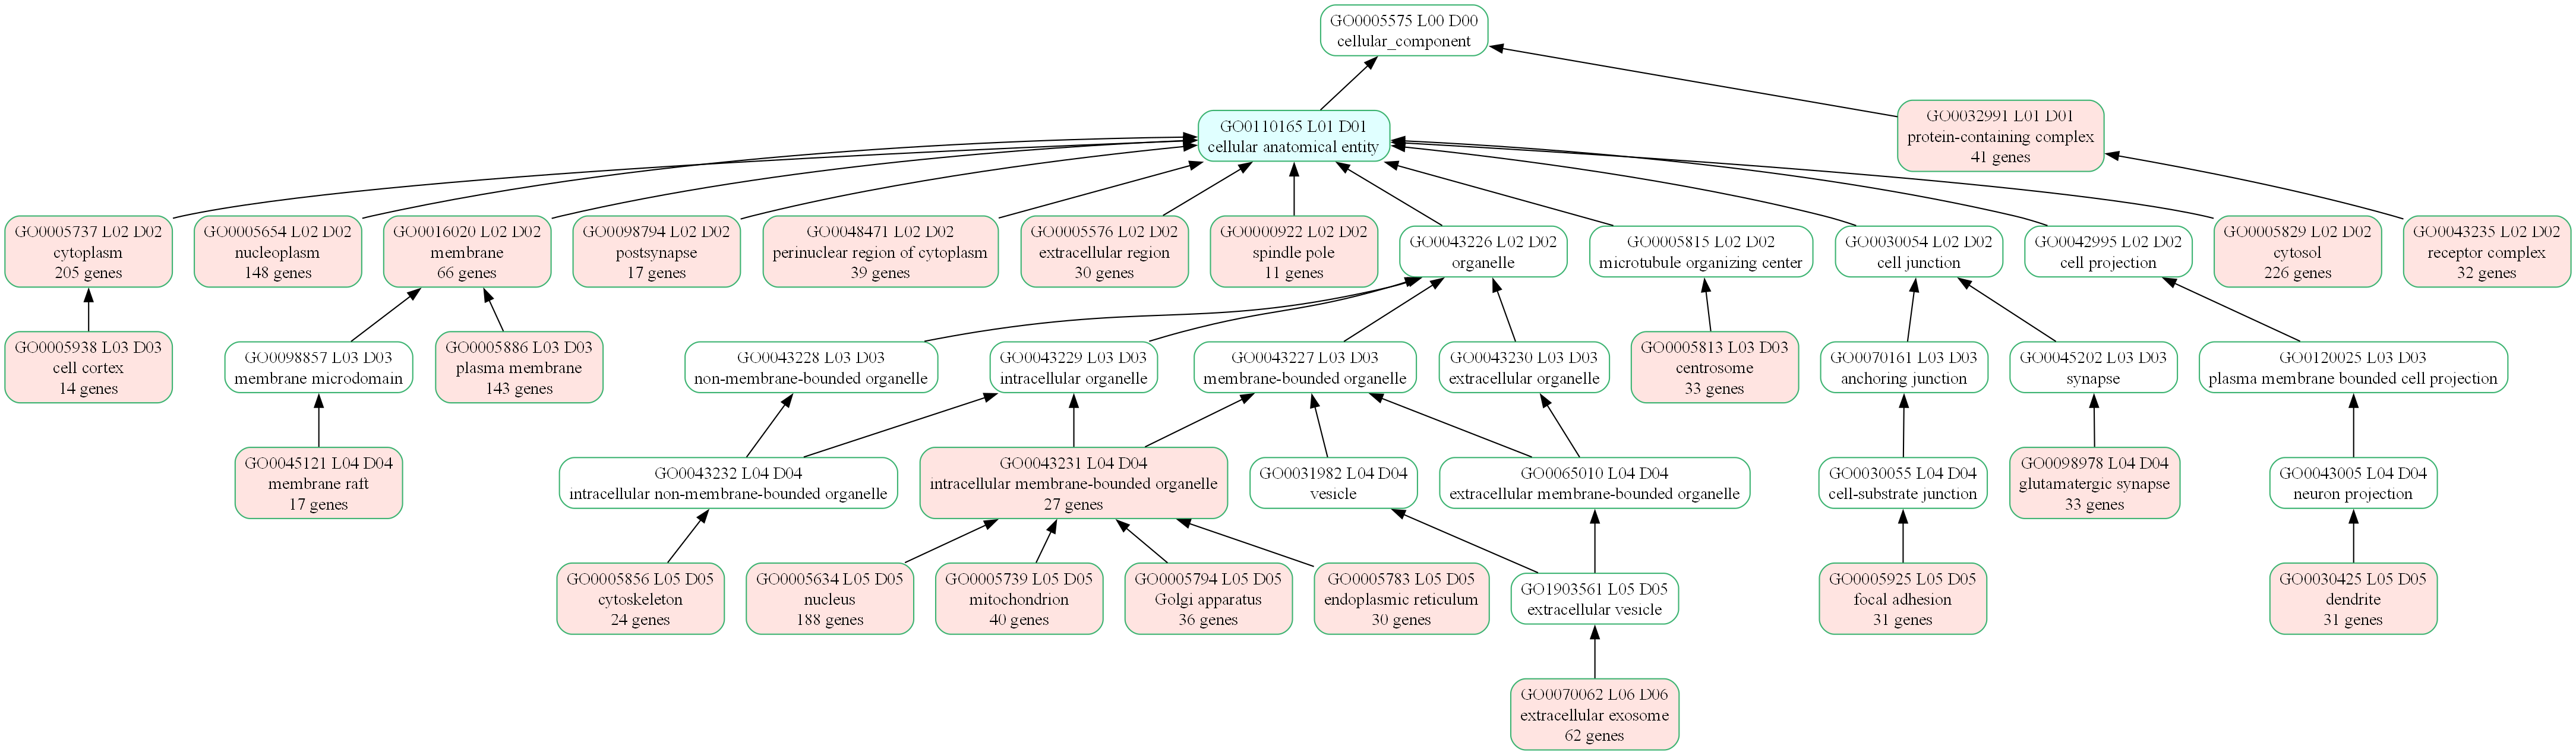 GO0005575 L00 D00
cellular_component
GO0110165 L01 D01
cellular anatomical entity
GO0032991 L01 D01
protein-containing complex
41 genes
GO0005737 L02 D02
cytoplasm
205 genes
GO0005654 L02 D02
nucleoplasm
148 genes
GO0016020 L02 D02
membrane
66 genes
GO0098794 L02 D02
postsynapse
17 genes
GO0048471 L02 D02
perinuclear region of cytoplasm
39 genes
GO0005576 L02 D02
extracellular region
30 genes
GO0000922 L02 D02
spindle pole
11 genes
GO0043226 L02 D02
organelle
GO0005815 L02 D02
microtubule organizing center
GO0030054 L02 D02
cell junction
GO0042995 L02 D02
cell projection
GO0005829 L02 D02
cytosol
226 genes
GO0043235 L02 D02
receptor complex
32 genes
GO0005938 L03 D03
cell cortex
14 genes
GO0098857 L03 D03
membrane microdomain
GO0005886 L03 D03
plasma membrane
143 genes
GO0043228 L03 D03
non-membrane-bounded organelle
GO0043229 L03 D03
intracellular organelle
GO0043227 L03 D03
membrane-bounded organelle
GO0043230 L03 D03
extracellular organelle
GO0005813 L03 D03
centrosome
33 genes
GO0070161 L03 D03
anchoring junction
GO0045202 L03 D03
synapse
GO0120025 L03 D03
plasma membrane bounded cell projection
GO0045121 L04 D04
membrane raft
17 genes
GO0043232 L04 D04
intracellular non-membrane-bounded organelle
GO0043231 L04 D04
intracellular membrane-bounded organelle
27 genes
GO0031982 L04 D04
vesicle
GO0065010 L04 D04
extracellular membrane-bounded organelle
GO0030055 L04 D04
cell-substrate junction
GO0098978 L04 D04
glutamatergic synapse
33 genes
GO0043005 L04 D04
neuron projection
GO0005856 L05 D05
cytoskeleton
24 genes
GO0005634 L05 D05
nucleus
188 genes
GO0005739 L05 D05
mitochondrion
40 genes
GO0005794 L05 D05
Golgi apparatus
36 genes
GO0005783 L05 D05
endoplasmic reticulum
30 genes
GO1903561 L05 D05
extracellular vesicle
GO0005925 L05 D05
focal adhesion
31 genes
GO0030425 L05 D05
dendrite
31 genes
GO0070062 L06 D06
extracellular exosome
62 genes